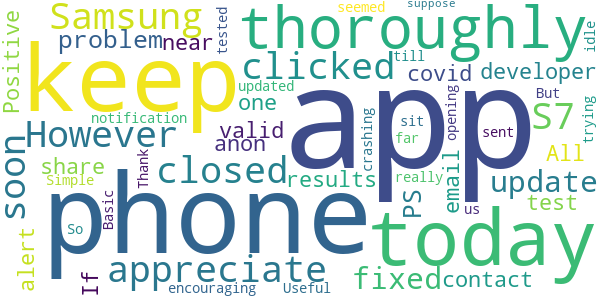 Samsung
thoroughly
seemed
suppose
problem
near
tested
idle
Positive
keep
app
clicked
till
covid
developer
updated
one
But
notification
However
valid
anon
S7
trying
opening
sit
sent
All
soon
share
closed
results
crashing
far
really
email
update
test
Simple
Thank
PS
us
phone
today
So
Basic
alert
If
appreciate
fixed
contact
encouraging
Useful